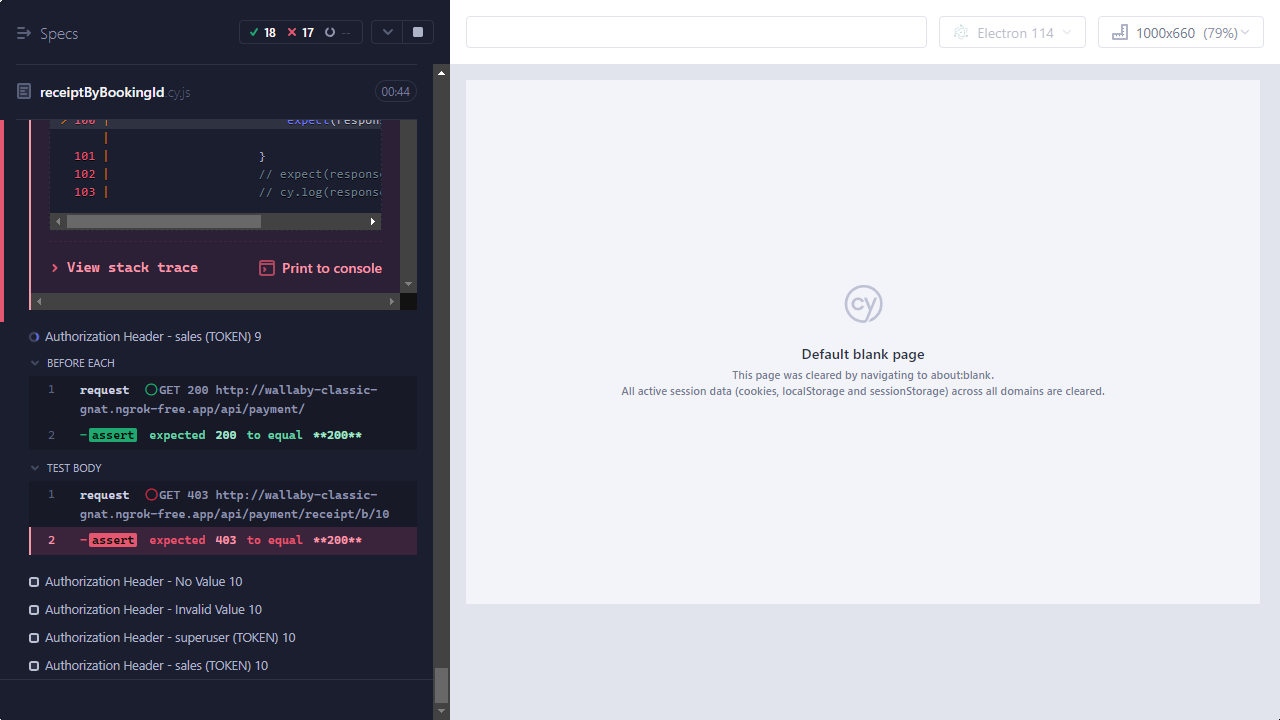 Specs
18 17 --
receiptByBookingId.cy.js
00:44
> 100 | expect(respons
|
101 | }
102 | // expect(response
103 | // cy.log(response
View stack trace
Print to console
Authorization Header - sales (TOKEN) 9
BEFORE EACH
1 request GET 200 http://wallaby-classic-
gnat.ngrok-free.app/api/payment/
2 -assert expected 200 to equal **200**
TEST BODY
1 request GET 403 http://wallaby-classic-
gnat.ngrok-free.app/api/payment/receipt/b/10
2 -assert expected 403 to equal **200**
Authorization Header - No Value 10
Authorization Header - Invalid Value 10
Authorization Header - superuser (TOKEN) 10
Authorization Header - sales (TOKEN) 10
Electron 114
1000x660 (79%)
cy
Default blank page
This page was cleared by navigating to about:blank.
All active session data (cookies, localStorage and sessionStorage) across all domains are cleared.